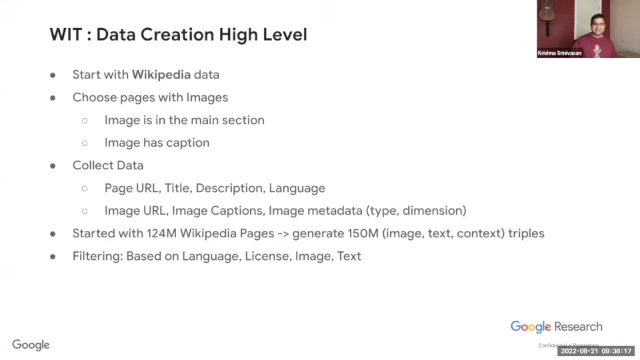 WIT : Data Creation High Level
Krishna Srinivasan
● Start with Wikipedia data
● Choose pages with Images
○ Image is in the main section
○ Image has caption
● Collect Data
○ Page URL, Title, Description, Language
○ Image URL, Image Captions, Image metadata (type, dimension)
● Started with 124M Wikipedia Pages -> generate 150M (image, text, context) triples
● Filtering: Based on Language, License, Image, Text
Google Research
Google
Confidential
2022-09-21 09:38:17